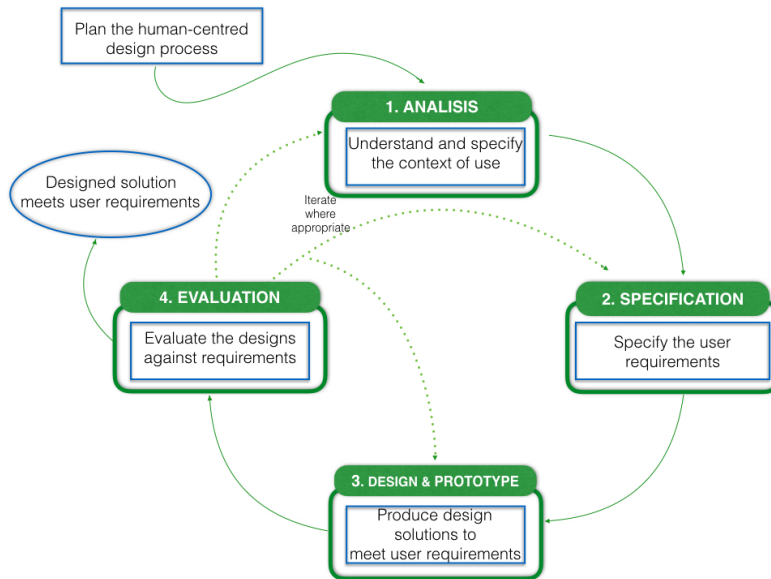 Plan the human-centred
design process
1. ANALISIS
Understand and specify
the context of use
Designed solution
meets user requirements
Iterate
where
appropriate
4. EVALUATION
Evaluate the designs
against requirements
2. SPECIFICATION
Specify the user
requirements
3. DESIGN & PROTOTYPE
Produce design
solutions to
meet user requirements